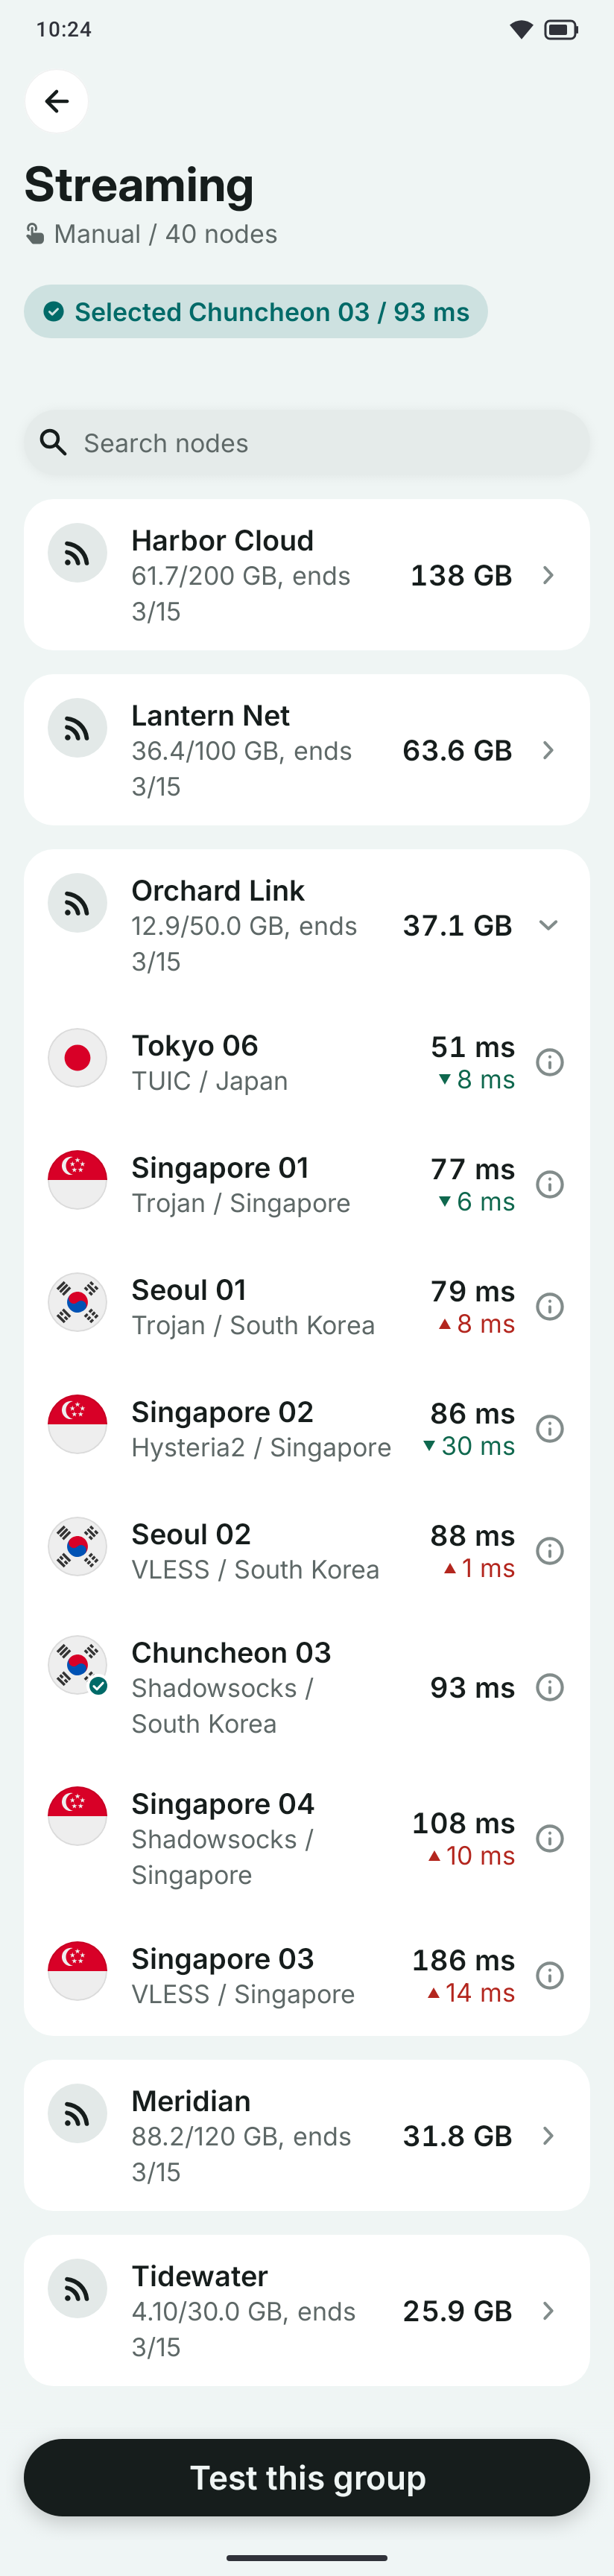 10:24
Streaming
Manual / 40 nodes
Selected Chuncheon 03 / 93 ms
Search nodes
Harbor Cloud
61.7/200 GB, ends
3/15
138 GB
Lantern Net
36.4/100 GB, ends
3/15
63.6 GB
Orchard Link
12.9/50.0 GB, ends
3/15
37.1 GB
Tokyo 06
TUIC / Japan
51 ms
▼ 8 ms
Singapore 01
Trojan / Singapore
77 ms
▼ 6 ms
Seoul 01
Trojan / South Korea
79 ms
▲ 8 ms
Singapore 02
Hysteria2 / Singapore
86 ms
▼ 30 ms
Seoul 02
VLESS / South Korea
88 ms
▲ 1 ms
Chuncheon 03
Shadowsocks /
South Korea
93 ms
Singapore 04
Shadowsocks /
Singapore
108 ms
▲ 10 ms
Singapore 03
VLESS / Singapore
186 ms
▲ 14 ms
Meridian
88.2/120 GB, ends
3/15
31.8 GB
Tidewater
4.10/30.0 GB, ends
3/15
25.9 GB
Test this group